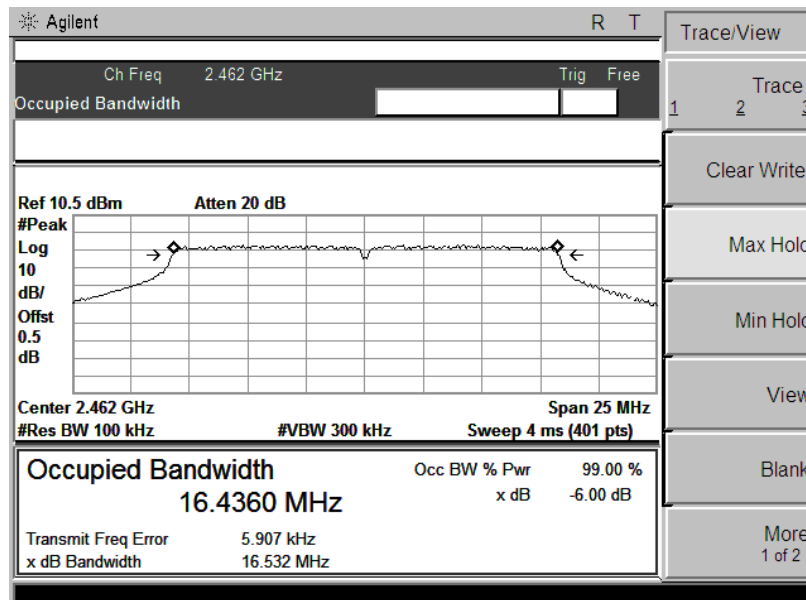 Agilent R T
Ch Freq 2.462 GHz Trig Free
Occupied Bandwidth
Ref 10.5 dBm Atten 20 dB
#Peak
Log
10
dB/
Offst
0.5
dB
Center 2.462 GHz Span 25 MHz
#Res BW 100 kHz #VBW 300 kHz Sweep 4 ms (401 pts)
Occupied Bandwidth
16.4360 MHz
Occ BW % Pwr 99.00 %
x dB -6.00 dB
Transmit Freq Error 5.907 kHz
x dB Bandwidth 16.532 MHz
Trace/View
Trace
1 2 3
Clear Write
Max Hold
Min Hold
View
Blank
More
1 of 2